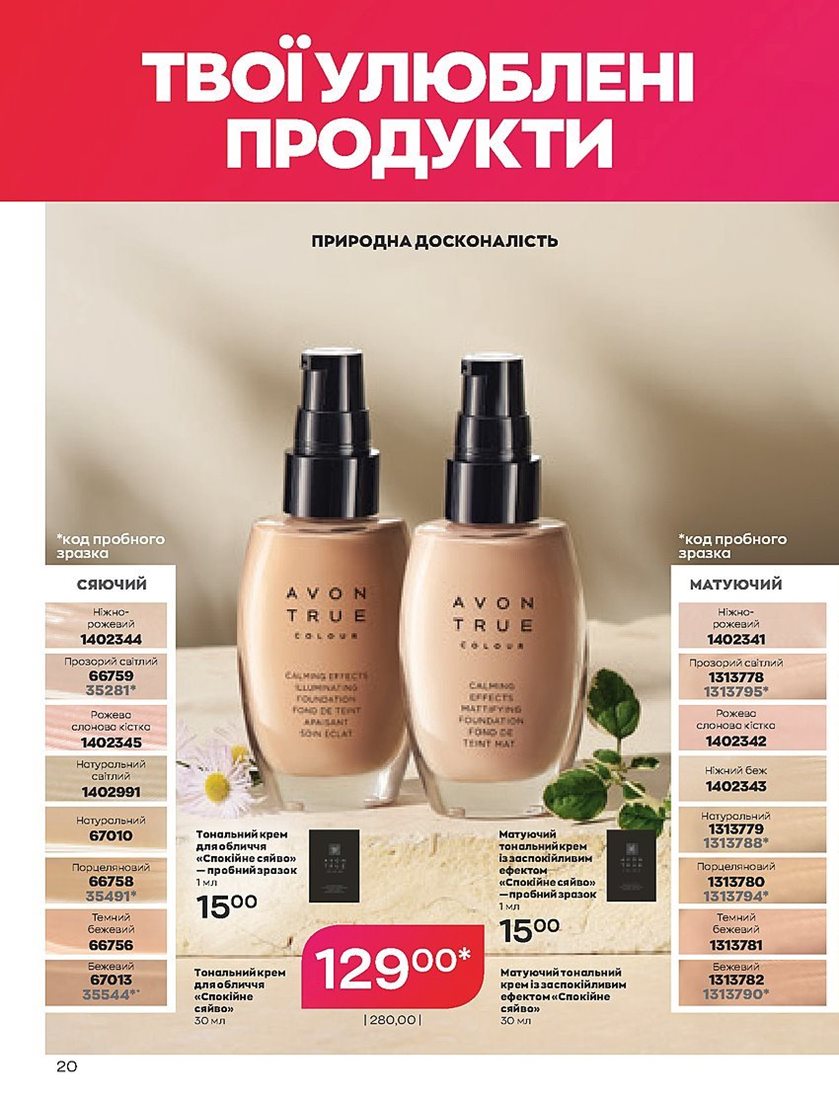 ТВОЇ УЛЮБЛЕНІ
ПРОДУКТИ
ПРИРОДНА ДОСКОНАЛІСТЬ
*код пробного
зразка
СЯЮЧИЙ
Ніжно-
рожевий
1402344
Прозорий світлий
66759
35281*
Рожева
слонова кістка
1402345
Натуральний
світлий
1402991
Натуральний
67010
Порцеляновий
66758
35491*
Темний
бежевий
66756
Бежевий
67013
35544*
AVON
TRUE
COLOUR
CALMING EFFECTS
ILLUMINATING
FOUNDATION
FOND DE TEINT
APAISANT
SOIN ECLAT
AVON
TRUE
COLOUR
CALMING
EFFECTS
MATTIFYING
FOUNDATION
FOND DE
TEINT MAT
*код пробного
зразка
МАТУЮЧИЙ
Ніжно-
рожевий
1402341
Прозорий світлий
1313778
1313795*
Рожева
слонова кістка
1402342
Ніжний беж
1402343
Натуральний
1313779
1313788*
Порцеляновий
1313780
1313794*
Темний
бежевий
1313781
Бежевий
1313782
1313790*
Тональний крем
для обличчя
«Спокійне сяйво»
— пробний зразок
1 мл
15⁰⁰
Матуючий
тональний крем
із заспокійливим
ефектом
«Спокійне сяйво»
— пробний зразок
1 мл
15⁰⁰
Тональний крем
для обличчя
«Спокійне
сяйво»
30 мл
129⁰⁰*
| 280,00 |
Матуючий тональний
крем із заспокійливим
ефектом «Спокійне
сяйво»
30 мл
20